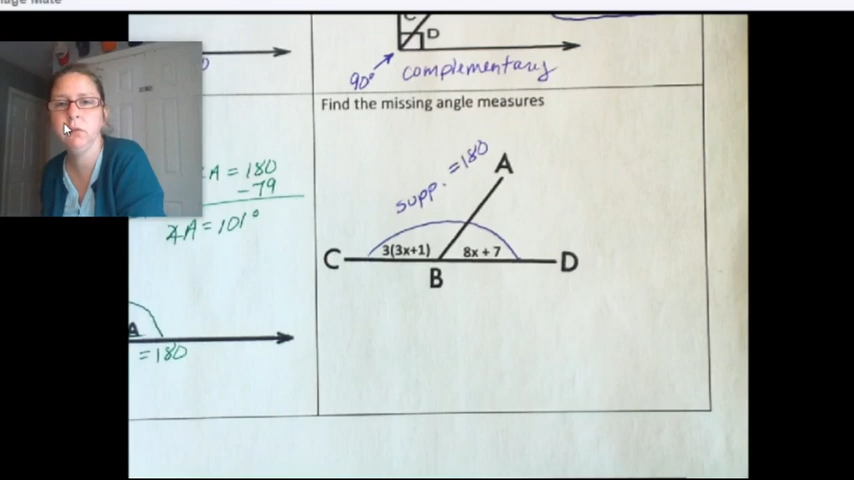 D
90° complementary
Find the missing angle measures
A = 180
- 79
∡A = 101°
supp. = 180
A
C 3(3x+1) 8x + 7 D
B
A
= 180